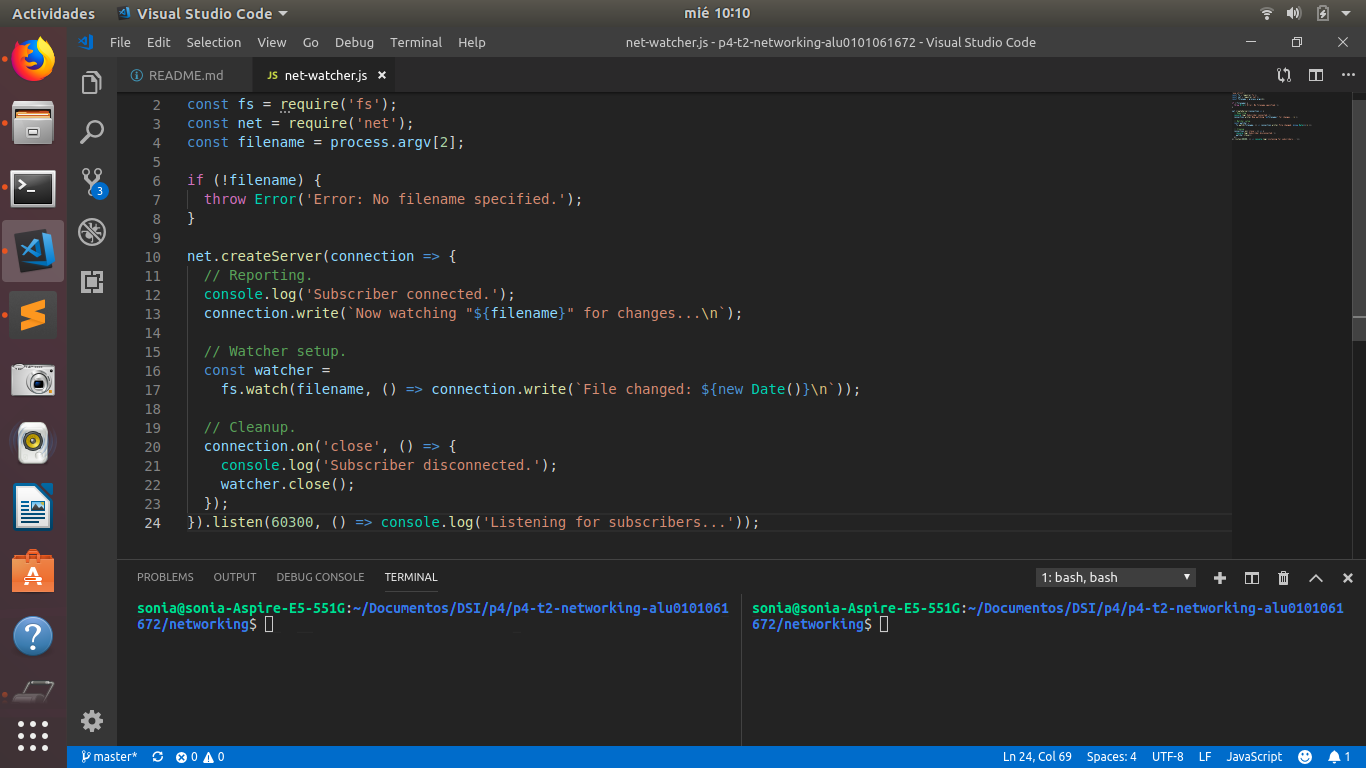 Actividades Visual Studio Code mié 10:10
File Edit Selection View Go Debug Terminal Help net-watcher.js - p4-t2-networking-alu0101061672 - Visual Studio Code
README.md JS net-watcher.js
2 const fs = require('fs');
3 const net = require('net');
4 const filename = process.argv[2];
5
6 if (!filename) {
7 throw Error('Error: No filename specified.');
8 }
9
10 net.createServer(connection => {
11 // Reporting.
12 console.log('Subscriber connected.');
13 connection.write(`Now watching "${filename}" for changes...\n`);
14
15 // Watcher setup.
16 const watcher =
17 fs.watch(filename, () => connection.write(`File changed: ${new Date()}\n`));
18
19 // Cleanup.
20 connection.on('close', () => {
21 console.log('Subscriber disconnected.');
22 watcher.close();
23 });
24 }).listen(60300, () => console.log('Listening for subscribers...'));
3
PROBLEMS OUTPUT DEBUG CONSOLE TERMINAL 1: bash, bash
sonia@sonia-Aspire-E5-551G:~/Documentos/DSI/p4/p4-t2-networking-alu0101061
672/networking$
sonia@sonia-Aspire-E5-551G:~/Documentos/DSI/p4/p4-t2-networking-alu0101061
672/networking$
master* 0 0 Ln 24, Col 69 Spaces: 4 UTF-8 LF JavaScript 1